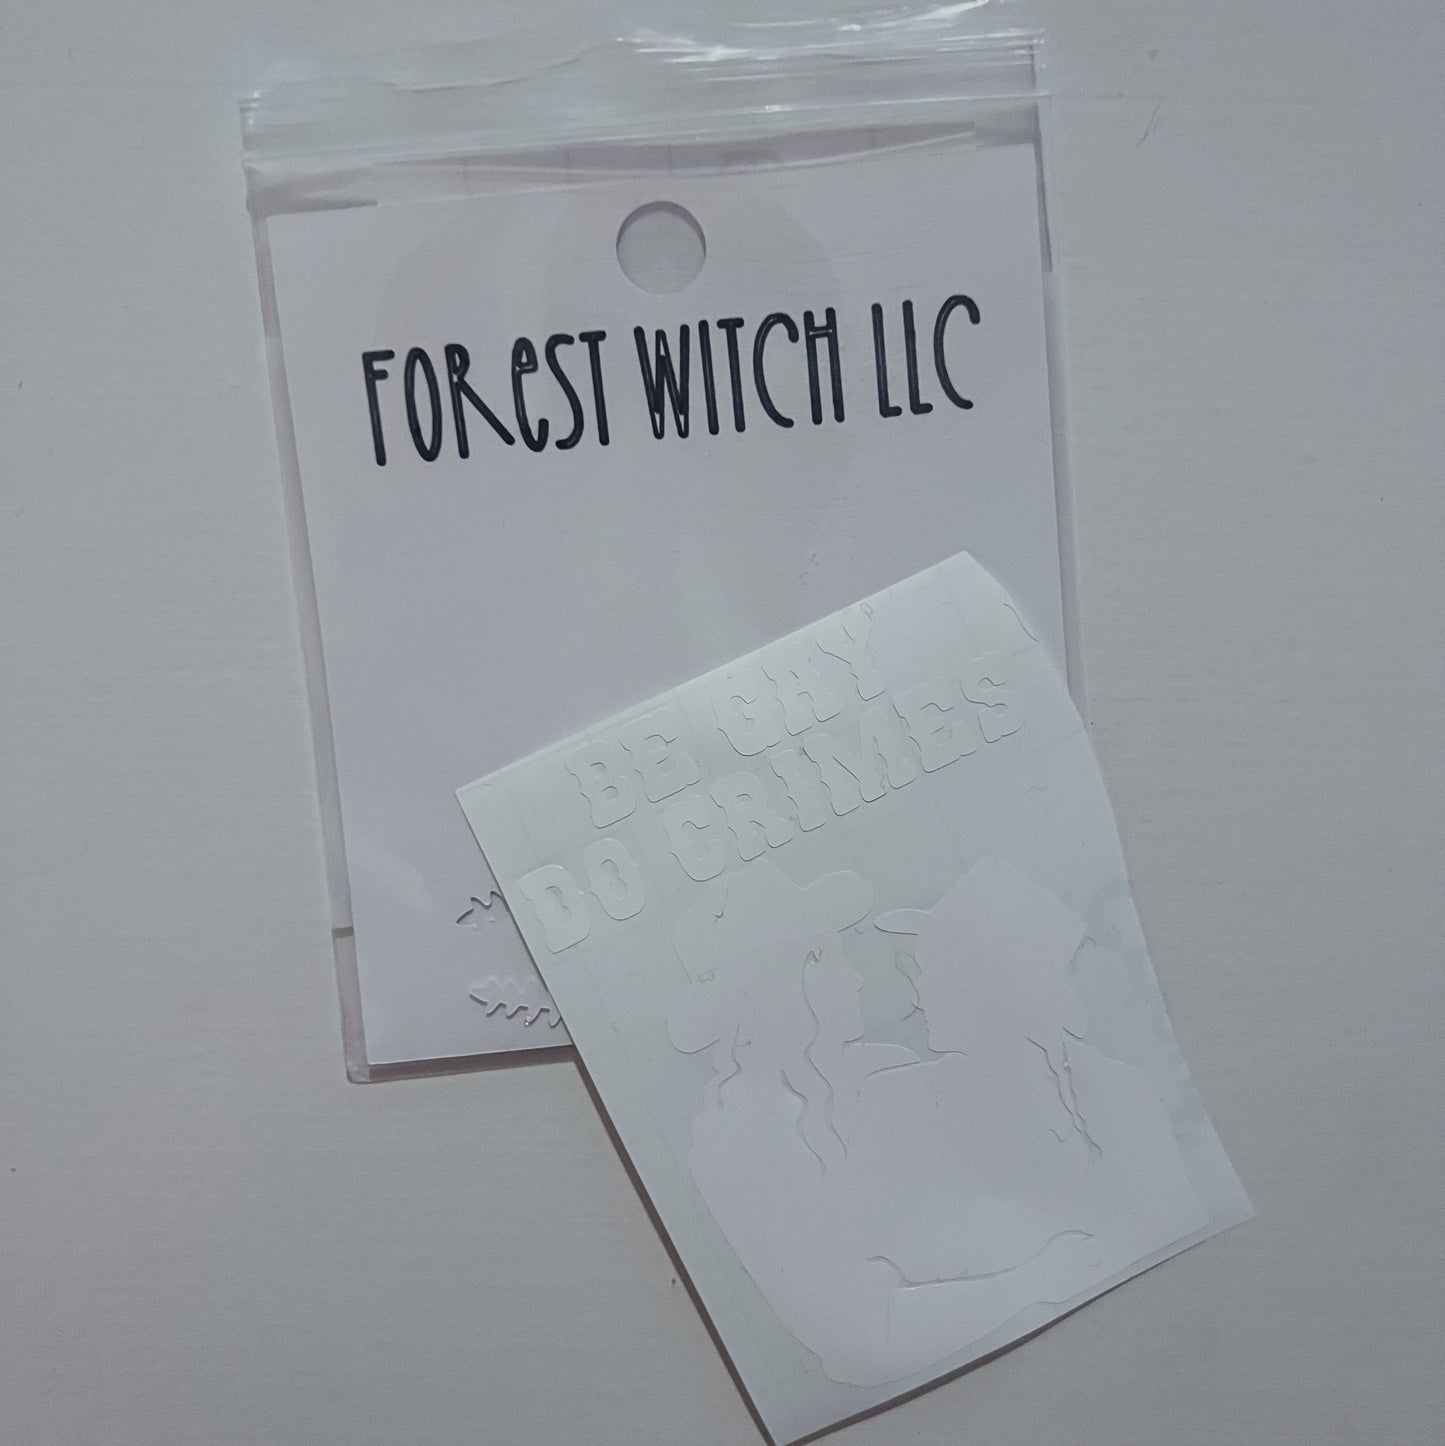 FOREST WITCH LLC
BE GAY
DO CRIMES